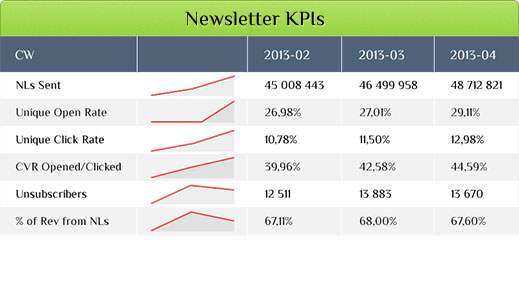 Newsletter KPIs
CW 2013-02 2013-03 2013-04
NLs Sent 45 008 443 46 499 958 48 712 821
Unique Open Rate 26,98% 27,01% 29,11%
Unique Click Rate 10,78% 11,50% 12,98%
CVR Opened/Clicked 39,96% 42,58% 44,59%
Unsubscribers 12 511 13 883 13 670
% of Rev from NLs 67,11% 68,00% 67,60%